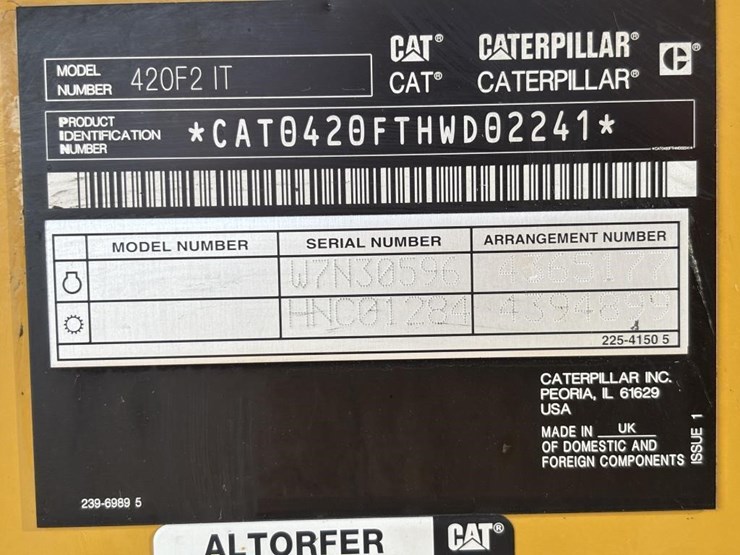 CAT® CATERPILLAR®
CAT® CATERPILLAR®
MODEL NUMBER 420F2 IT
PRODUCT IDENTIFICATION NUMBER *CAT0420FTHWD02241*
MODEL NUMBER SERIAL NUMBER ARRANGEMENT NUMBER
W7N30596
HNC01284 4394899
225-4150 5
CATERPILLAR INC.
PEORIA, IL 61629
USA
MADE IN UK
OF DOMESTIC AND
FOREIGN COMPONENTS
ISSUE 1
239-6989 5
ALTORFER CAT®